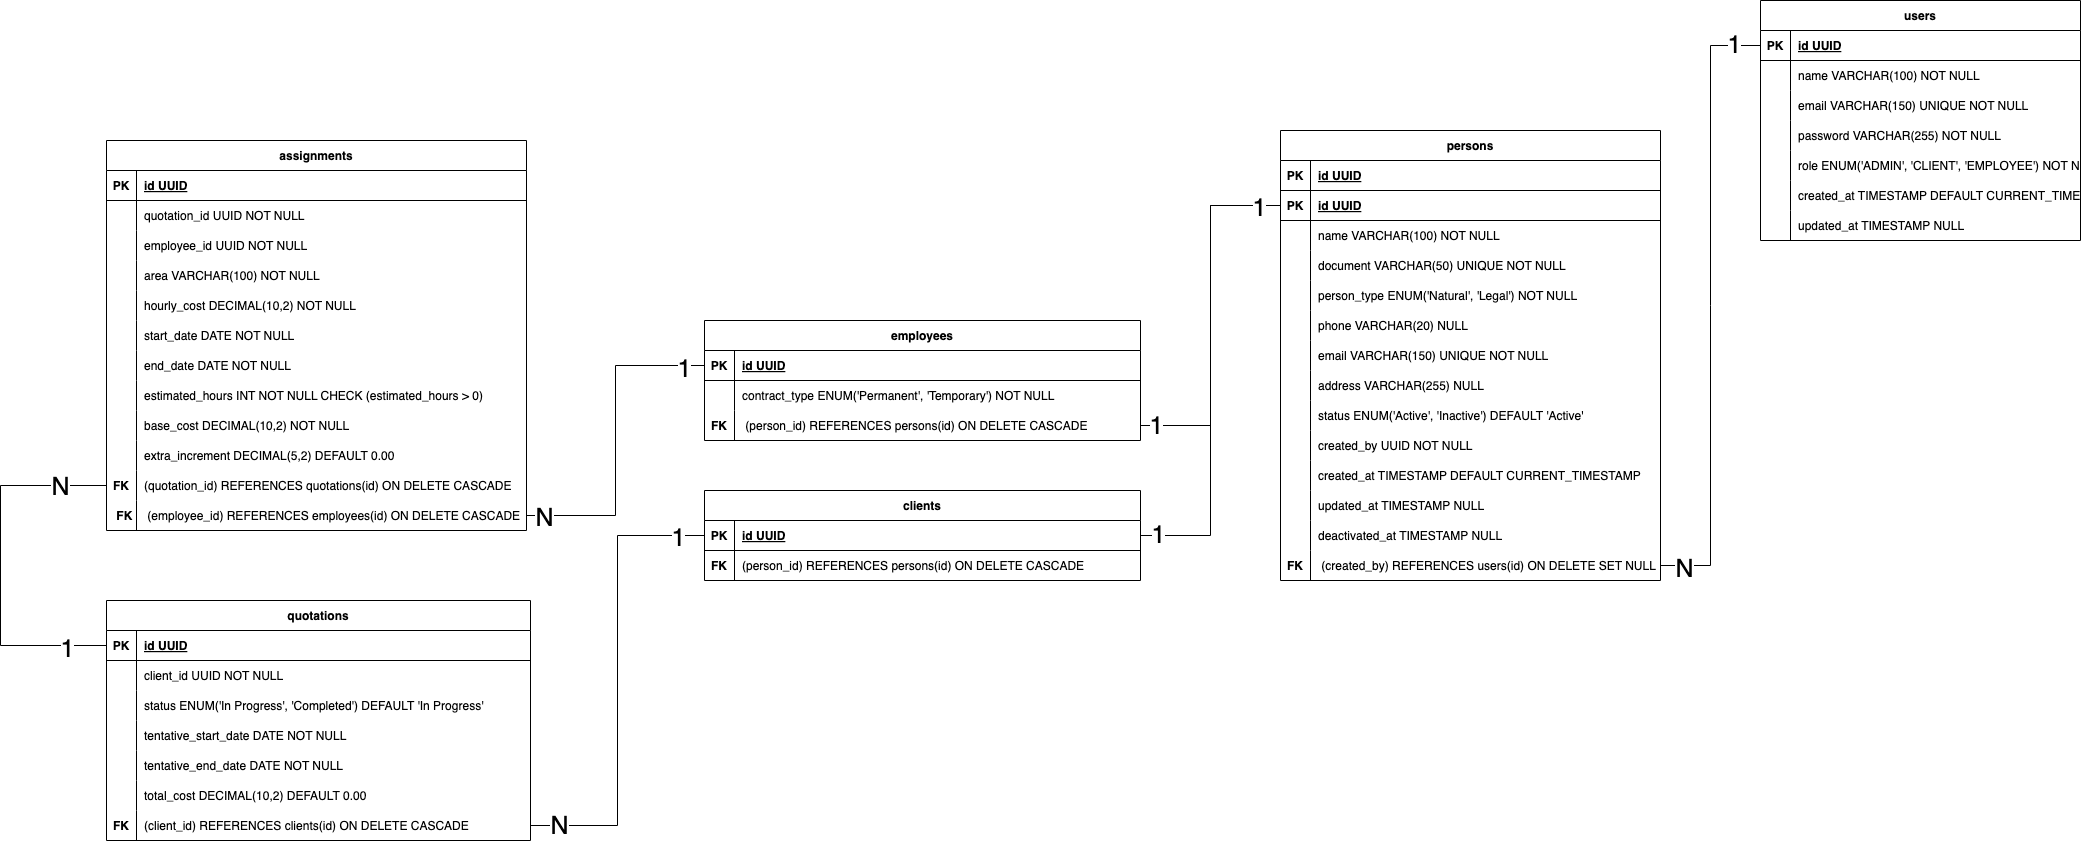 users
PK id UUID
name VARCHAR(100) NOT NULL
email VARCHAR(150) UNIQUE NOT NULL
password VARCHAR(255) NOT NULL
role ENUM('ADMIN', 'CLIENT', 'EMPLOYEE') NOT N
created_at TIMESTAMP DEFAULT CURRENT_TIME
updated_at TIMESTAMP NULL
1
N
persons
PK id UUID
PK id UUID
name VARCHAR(100) NOT NULL
document VARCHAR(50) UNIQUE NOT NULL
person_type ENUM('Natural', 'Legal') NOT NULL
phone VARCHAR(20) NULL
email VARCHAR(150) UNIQUE NOT NULL
address VARCHAR(255) NULL
status ENUM('Active', 'Inactive') DEFAULT 'Active'
created_by UUID NOT NULL
created_at TIMESTAMP DEFAULT CURRENT_TIMESTAMP
updated_at TIMESTAMP NULL
deactivated_at TIMESTAMP NULL
FK (created_by) REFERENCES users(id) ON DELETE SET NULL
1
assignments
PK id UUID
quotation_id UUID NOT NULL
employee_id UUID NOT NULL
area VARCHAR(100) NOT NULL
hourly_cost DECIMAL(10,2) NOT NULL
start_date DATE NOT NULL
end_date DATE NOT NULL
estimated_hours INT NOT NULL CHECK (estimated_hours > 0)
base_cost DECIMAL(10,2) NOT NULL
extra_increment DECIMAL(5,2) DEFAULT 0.00
FK (quotation_id) REFERENCES quotations(id) ON DELETE CASCADE
FK (employee_id) REFERENCES employees(id) ON DELETE CASCADE
N
N
employees
1
PK id UUID
contract_type ENUM('Permanent', 'Temporary') NOT NULL
FK (person_id) REFERENCES persons(id) ON DELETE CASCADE
1
clients
1
PK id UUID
1
FK (person_id) REFERENCES persons(id) ON DELETE CASCADE
quotations
1
PK id UUID
client_id UUID NOT NULL
status ENUM('In Progress', 'Completed') DEFAULT 'In Progress'
tentative_start_date DATE NOT NULL
tentative_end_date DATE NOT NULL
total_cost DECIMAL(10,2) DEFAULT 0.00
FK (client_id) REFERENCES clients(id) ON DELETE CASCADE
N